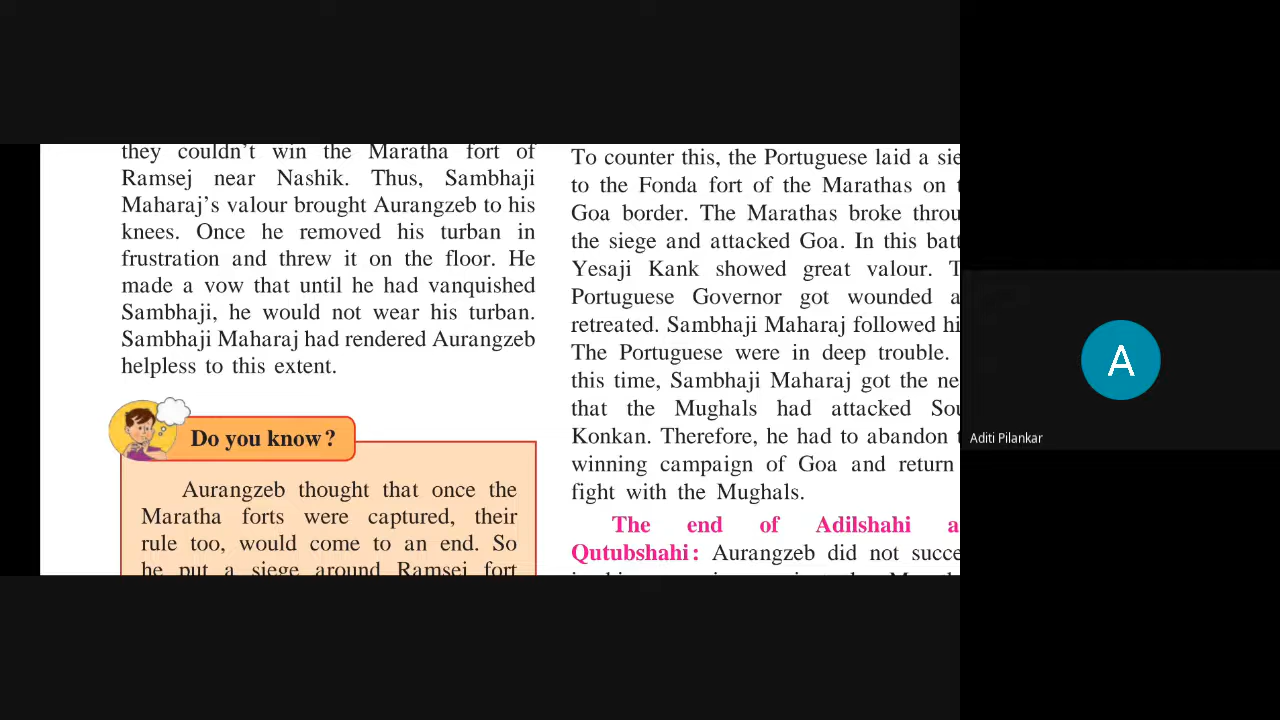 they couldn't win the Maratha fort of
Ramsej near Nashik. Thus, Sambhaji
Maharaj's valour brought Aurangzeb to his
knees. Once he removed his turban in
frustration and threw it on the floor. He
made a vow that until he had vanquished
Sambhaji, he would not wear his turban.
Sambhaji Maharaj had rendered Aurangzeb
helpless to this extent.
Do you know?
Aurangzeb thought that once the
Maratha forts were captured, their
rule too, would come to an end. So
he put a siege around Ramsej fort
To counter this, the Portuguese laid a sie
to the Fonda fort of the Marathas on t
Goa border. The Marathas broke throu
the siege and attacked Goa. In this batt
Yesaji Kank showed great valour. T
Portuguese Governor got wounded a
retreated. Sambhaji Maharaj followed hi
The Portuguese were in deep trouble.
this time, Sambhaji Maharaj got the ne
that the Mughals had attacked Sou
Konkan. Therefore, he had to abandon t
winning campaign of Goa and return
fight with the Mughals.
The end of Adilshahi a
Qutubshahi: Aurangzeb did not succe
A
Aditi Pilankar